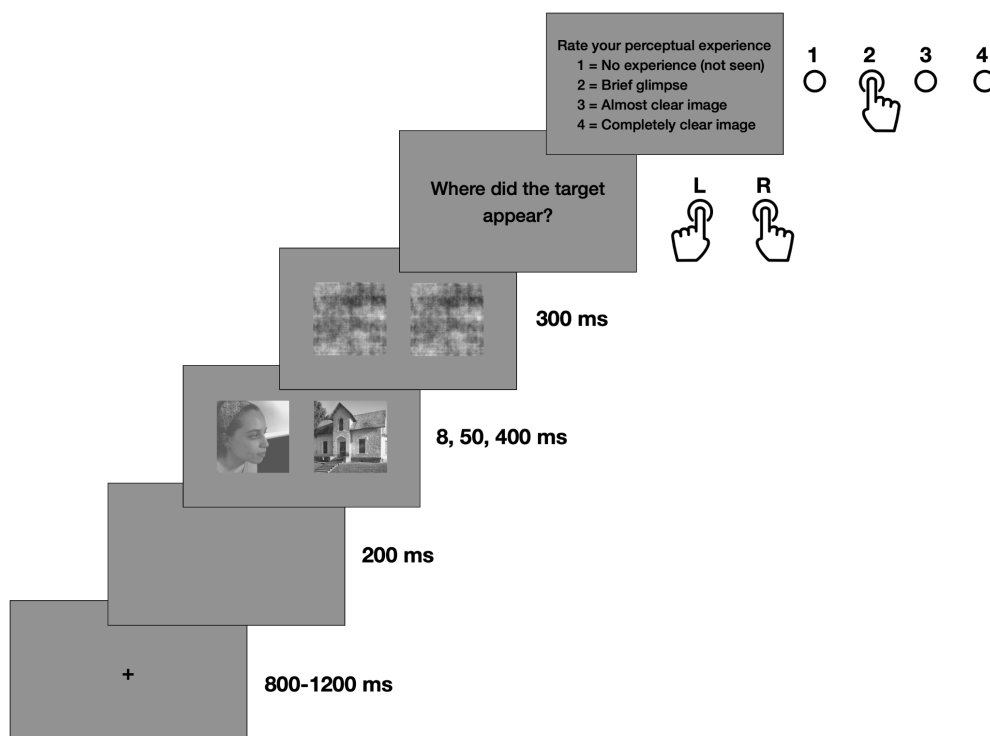 Rate your perceptual experience
1 = No experience (not seen)
2 = Brief glimpse
3 = Almost clear image
4 = Completely clear image
1 2 3 4
Where did the target
appear?
L R
300 ms
8, 50, 400 ms
200 ms
+
800-1200 ms